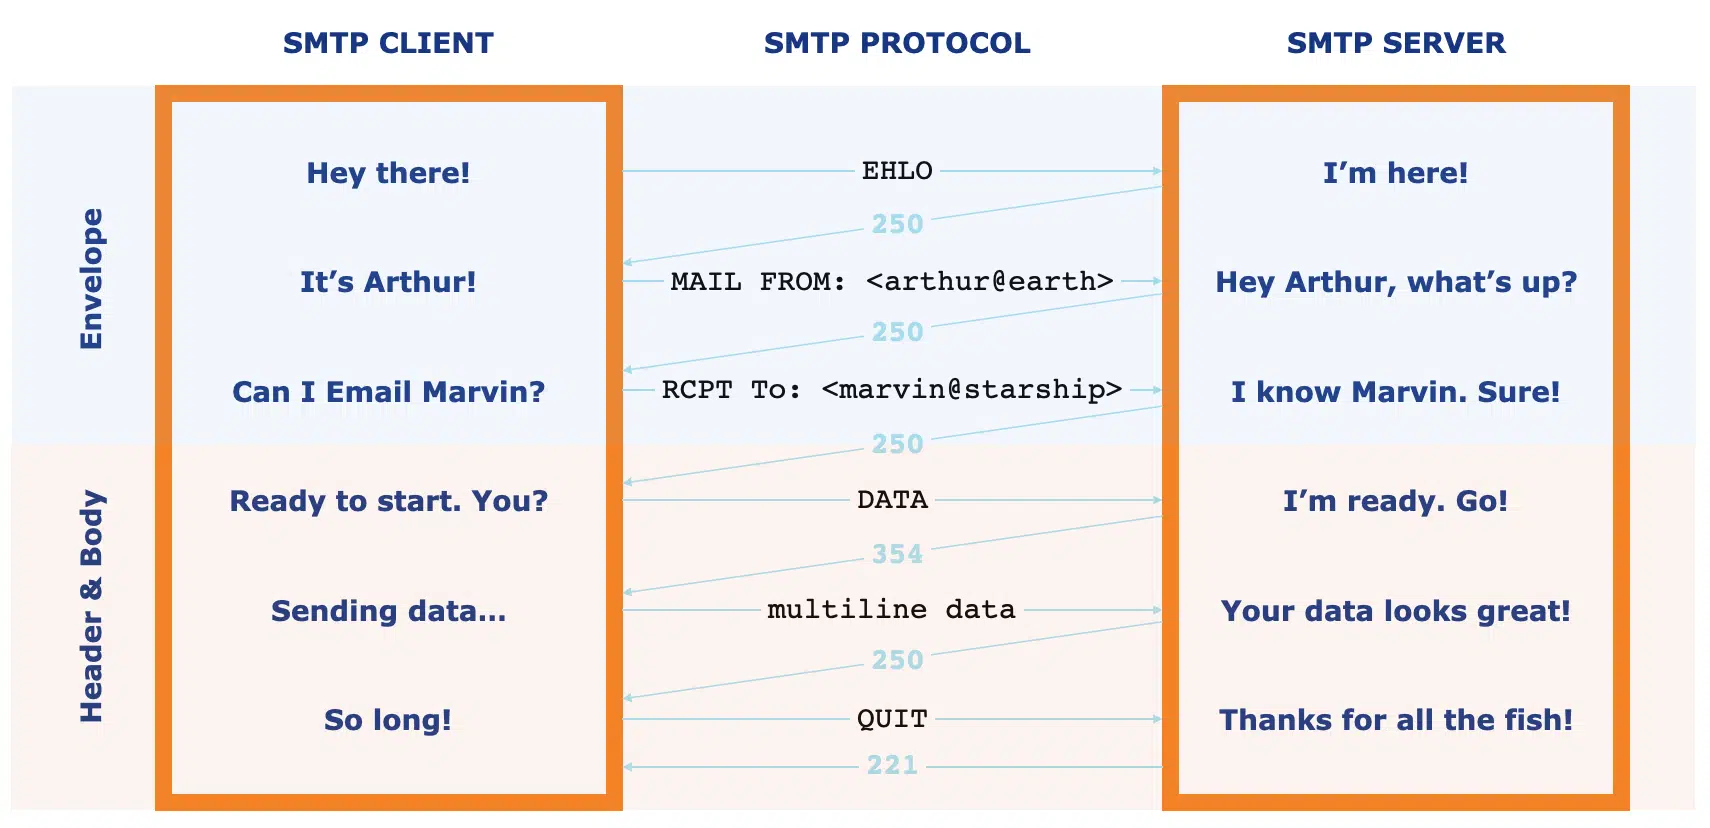 SMTP CLIENT SMTP PROTOCOL SMTP SERVER
Envelope
Hey there! EHLO I’m here!
250
It’s Arthur! MAIL FROM: <arthur@earth> Hey Arthur, what’s up?
250
Can I Email Marvin? RCPT To: <marvin@starship> I know Marvin. Sure!
250
Header & Body
Ready to start. You? DATA I’m ready. Go!
354
Sending data... multiline data Your data looks great!
250
So long! QUIT Thanks for all the fish!
221